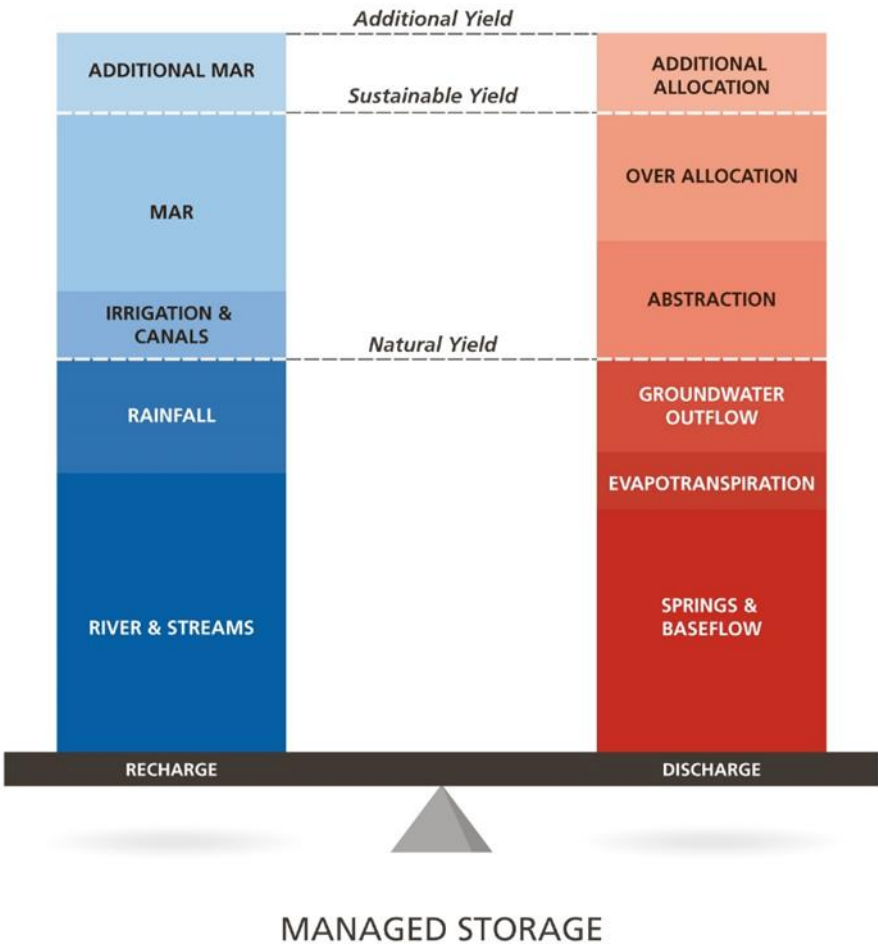 Additional Yield
ADDITIONAL MAR
ADDITIONAL
ALLOCATION
Sustainable Yield
MAR
OVER ALLOCATION
IRRIGATION &
CANALS
ABSTRACTION
Natural Yield
RAINFALL
GROUNDWATER
OUTFLOW
EVAPOTRANSPIRATION
RIVER & STREAMS
SPRINGS &
BASEFLOW
RECHARGE
DISCHARGE
MANAGED STORAGE